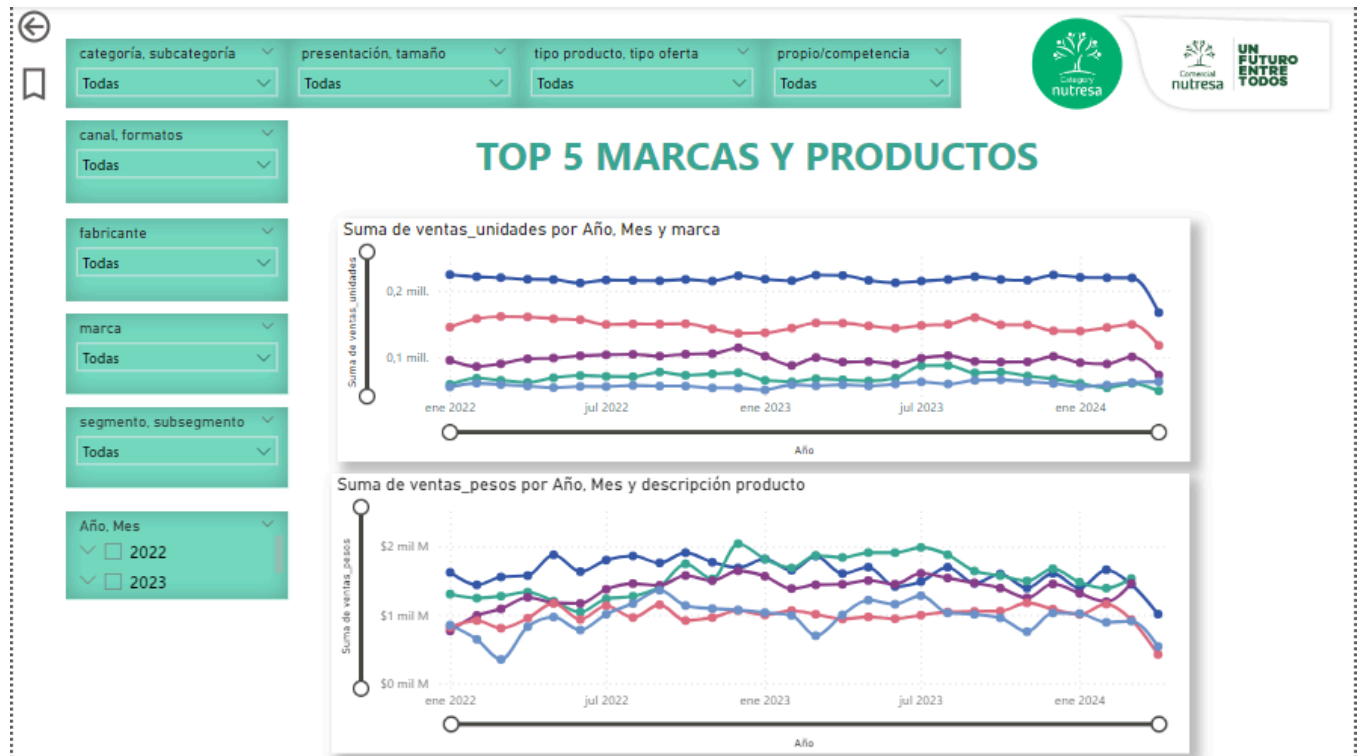 categoría, subcategoría
Todas
presentación, tamaño
Todas
tipo producto, tipo oferta
Todas
propio/competencia
Todas
Category
nutresa
Comercial
nutresa
UN
FUTURO
ENTRE
TODOS
canal, formatos
Todas
fabricante
Todas
marca
Todas
segmento, subsegmento
Todas
Año, Mes
2022
2023
TOP 5 MARCAS Y PRODUCTOS
Suma de ventas_unidades por Año, Mes y marca
Suma de ventas_unidades
0,2 mill.
0,1 mill.
ene 2022
jul 2022
ene 2023
jul 2023
ene 2024
Año
Suma de ventas_pesos por Año, Mes y descripción producto
Suma de ventas_pesos
$2 mil M
$1 mil M
$0 mil M
ene 2022
jul 2022
ene 2023
jul 2023
ene 2024
Año